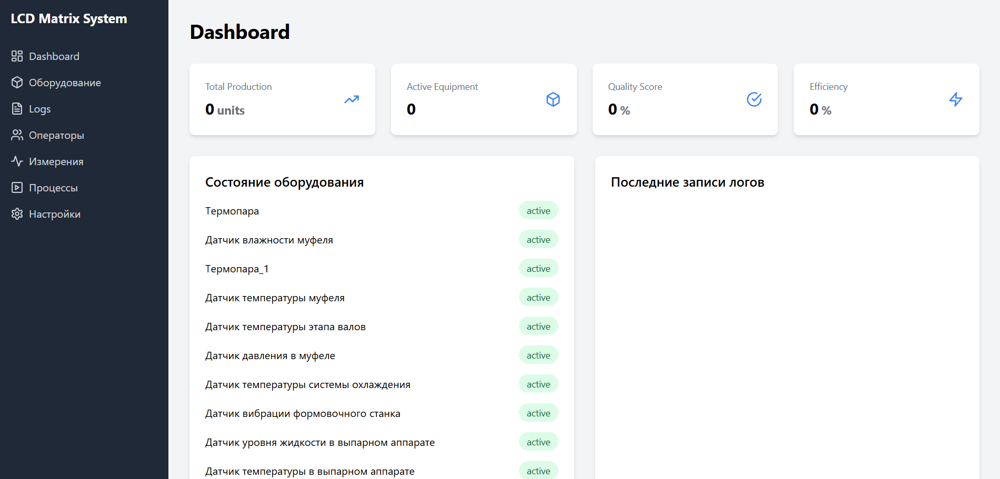 LCD Matrix System
Dashboard
Оборудование
Logs
Операторы
Измерения
Процессы
Настройки
Dashboard
Total Production
0 units
Active Equipment
0
Quality Score
0 %
Efficiency
0 %
Состояние оборудования
Термопара active
Датчик влажности муфеля active
Термопара_1 active
Датчик температуры муфеля active
Датчик температуры этапа валов active
Датчик давления в муфеле active
Датчик температуры системы охлаждения active
Датчик вибрации формовочного станка active
Датчик уровня жидкости в выпарном аппарате active
Датчик температуры в выпарном аппарате active
Последние записи логов